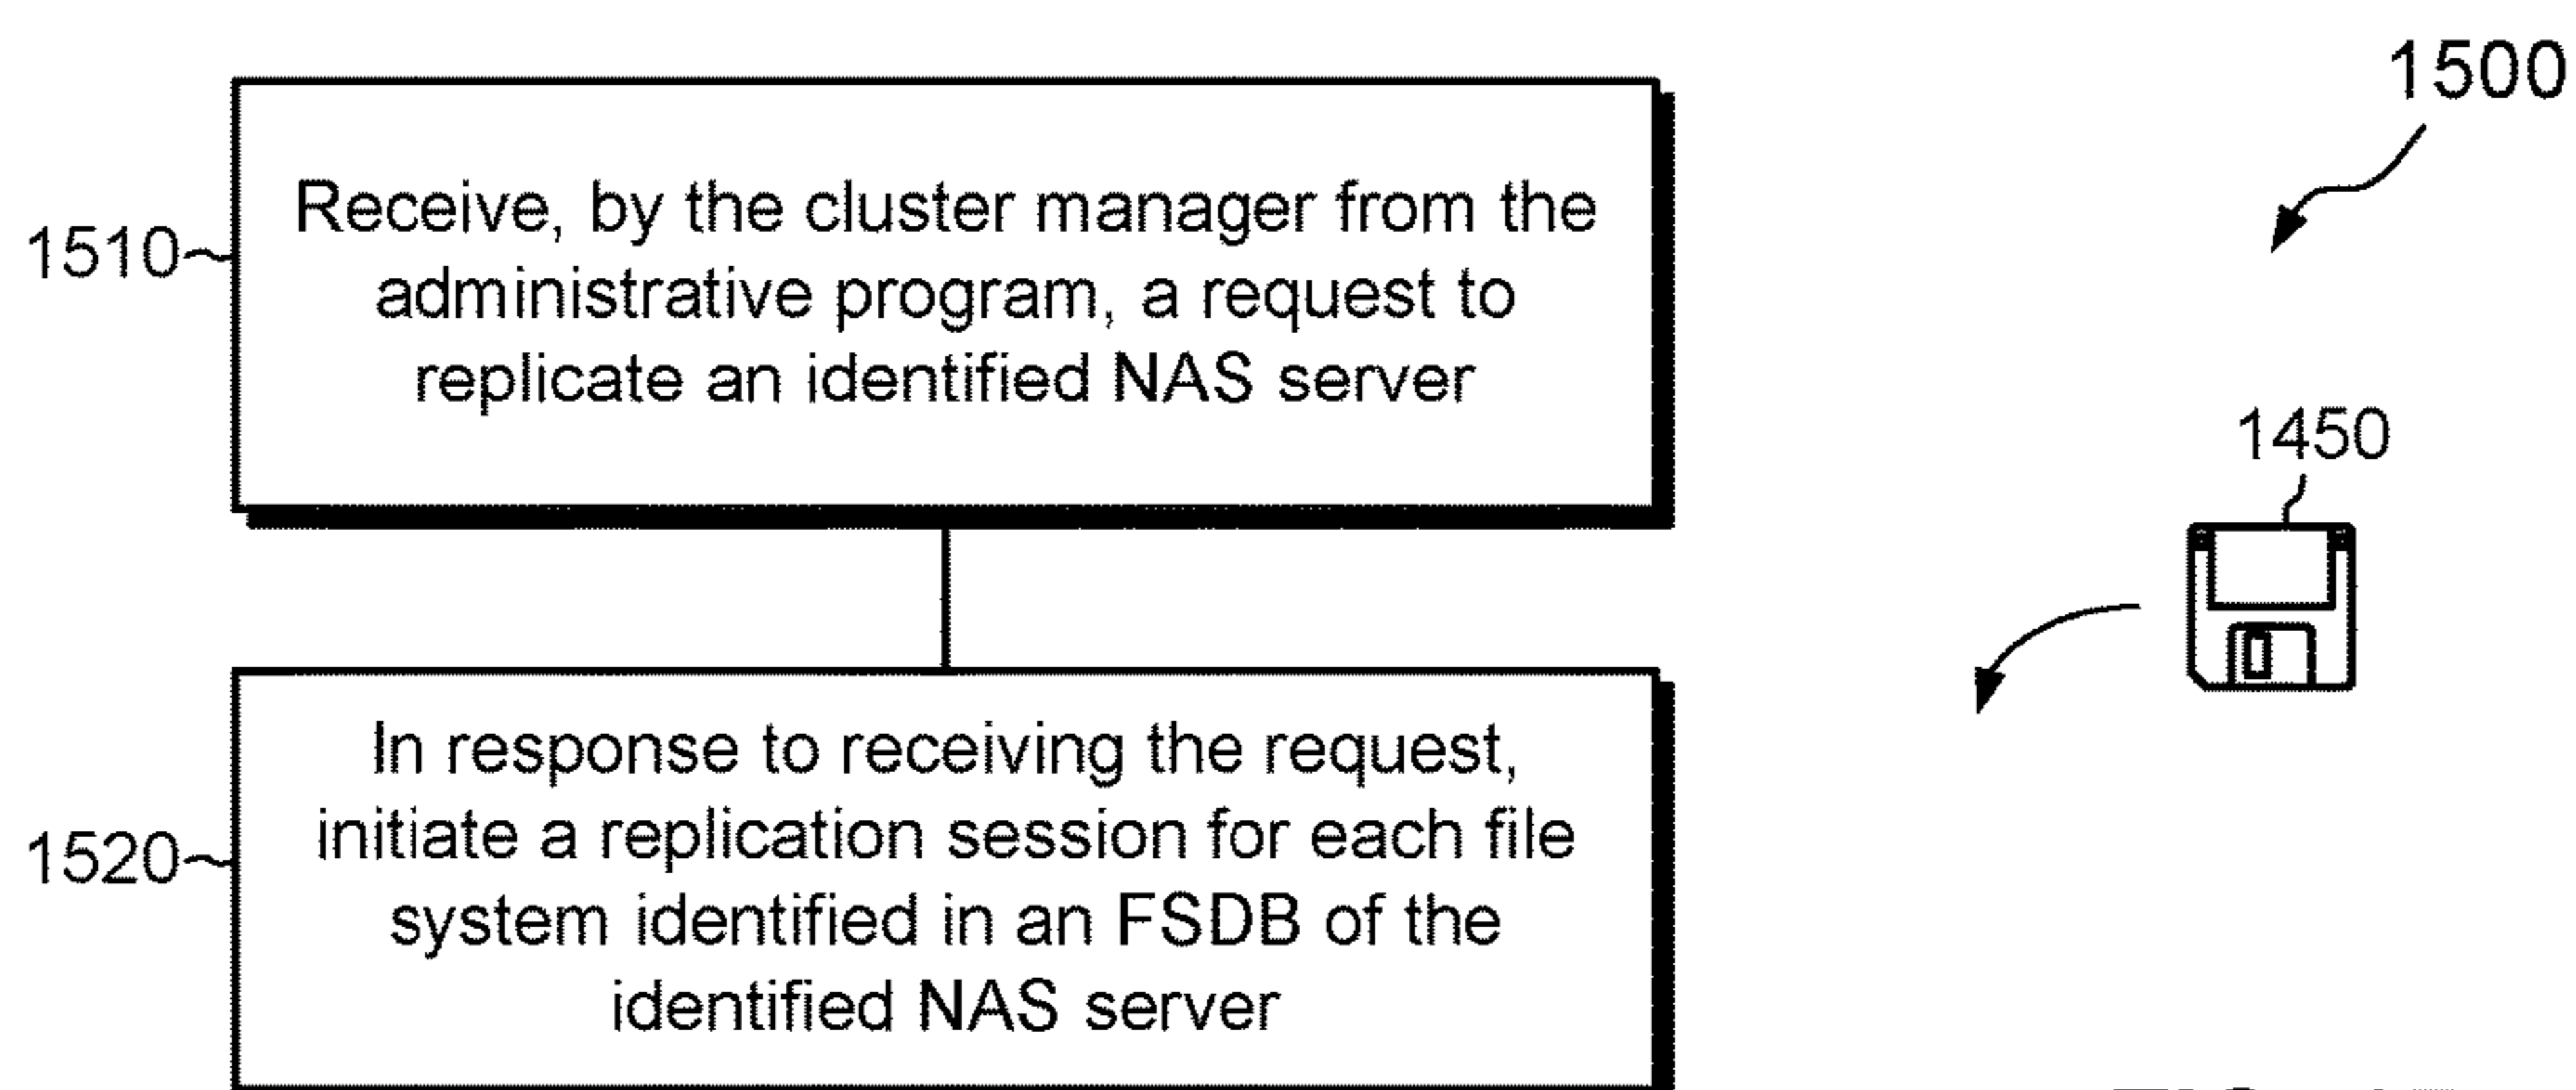 1500
1510
Receive, by the cluster manager from the
administrative program, a request to
replicate an identified NAS server
1450
1520
In response to receiving the request,
initiate a replication session for each file
system identified in an FSDB of the
identified NAS server